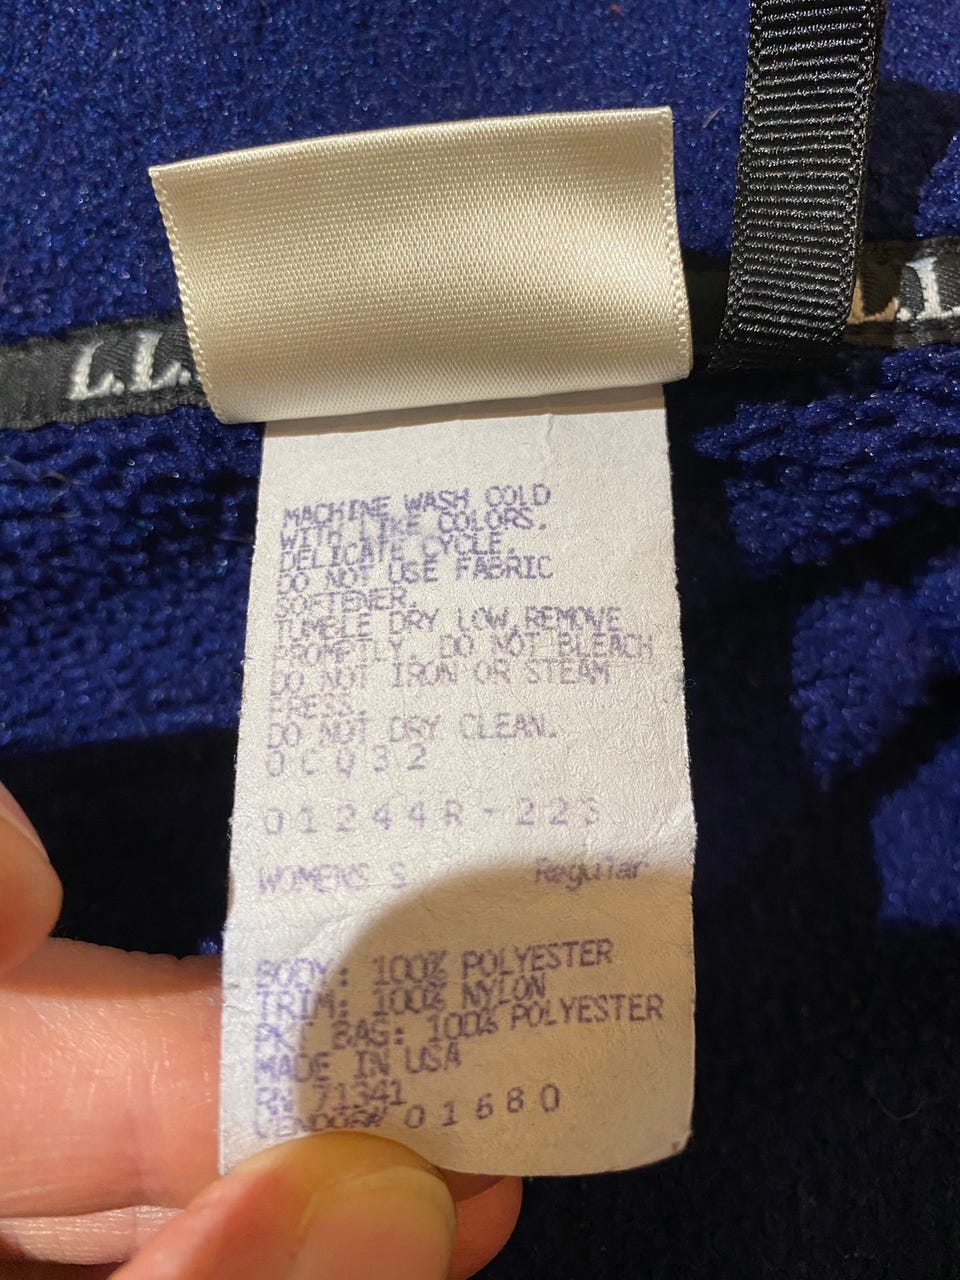 L.L.
L.L
MACHINE WASH COLD
WITH LIKE COLORS.
DELICATE CYCLE.
DO NOT USE FABRIC
SOFTENER.
TUMBLE DRY LOW,REMOVE
PROMPTLY. DO NOT BLEACH
DO NOT IRON OR STEAM
PRESS.
DO NOT DRY CLEAN.
0CQ32
01244R-223
WOMENS S Regular
BODY: 100% POLYESTER
TRIM: 100% NYLON
BAG: 100% POLYESTER
MADE IN USA
RN 71341
VENDOR# 01680